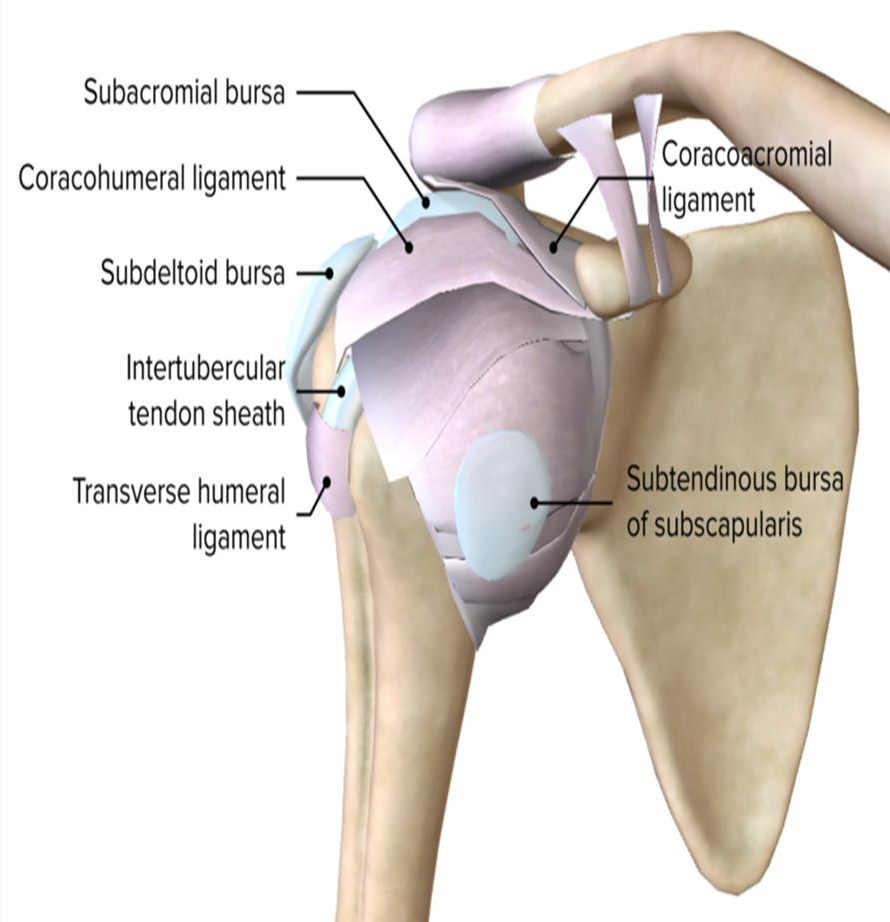 Subacromial bursa
Coracohumeral ligament
Subdeltoid bursa
Intertubercular
tendon sheath
Transverse humeral
ligament
Coracoacromial
ligament
Subtendinous bursa
of subscapularis